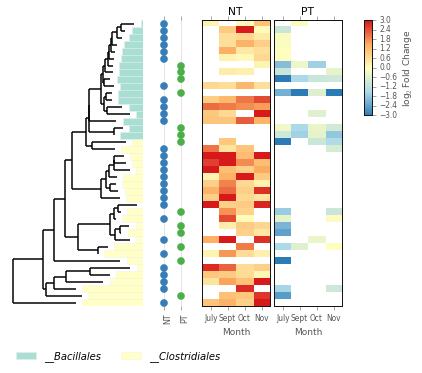 NT PT
3.0
2.4
1.8
1.2
0.6
0.0
−0.6
−1.2
−1.8
−2.4
−3.0
log₂ Fold Change
NT PT
July Sept Oct Nov July Sept Oct Nov
Month Month
__Bacillales __Clostridiales